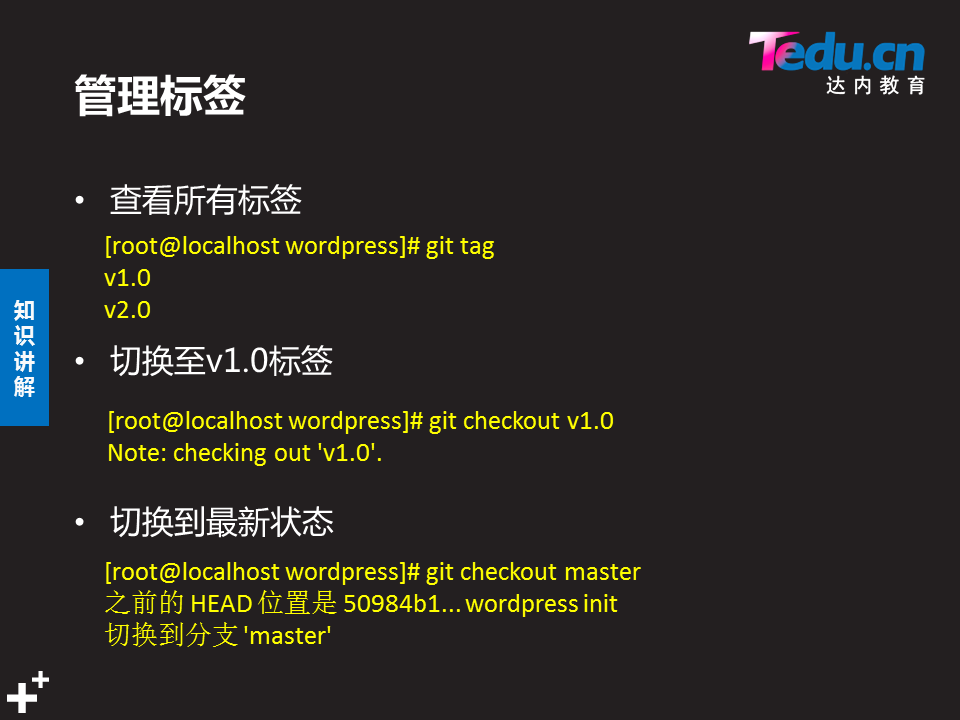 Tedu.cn
达内教育
管理标签
• 查看所有标签
[root@localhost wordpress]# git tag
v1.0
v2.0
知识讲解
• 切换至v1.0标签
[root@localhost wordpress]# git checkout v1.0
Note: checking out 'v1.0'.
• 切换到最新状态
[root@localhost wordpress]# git checkout master
之前的 HEAD 位置是 50984b1... wordpress init
切换到分支 'master'